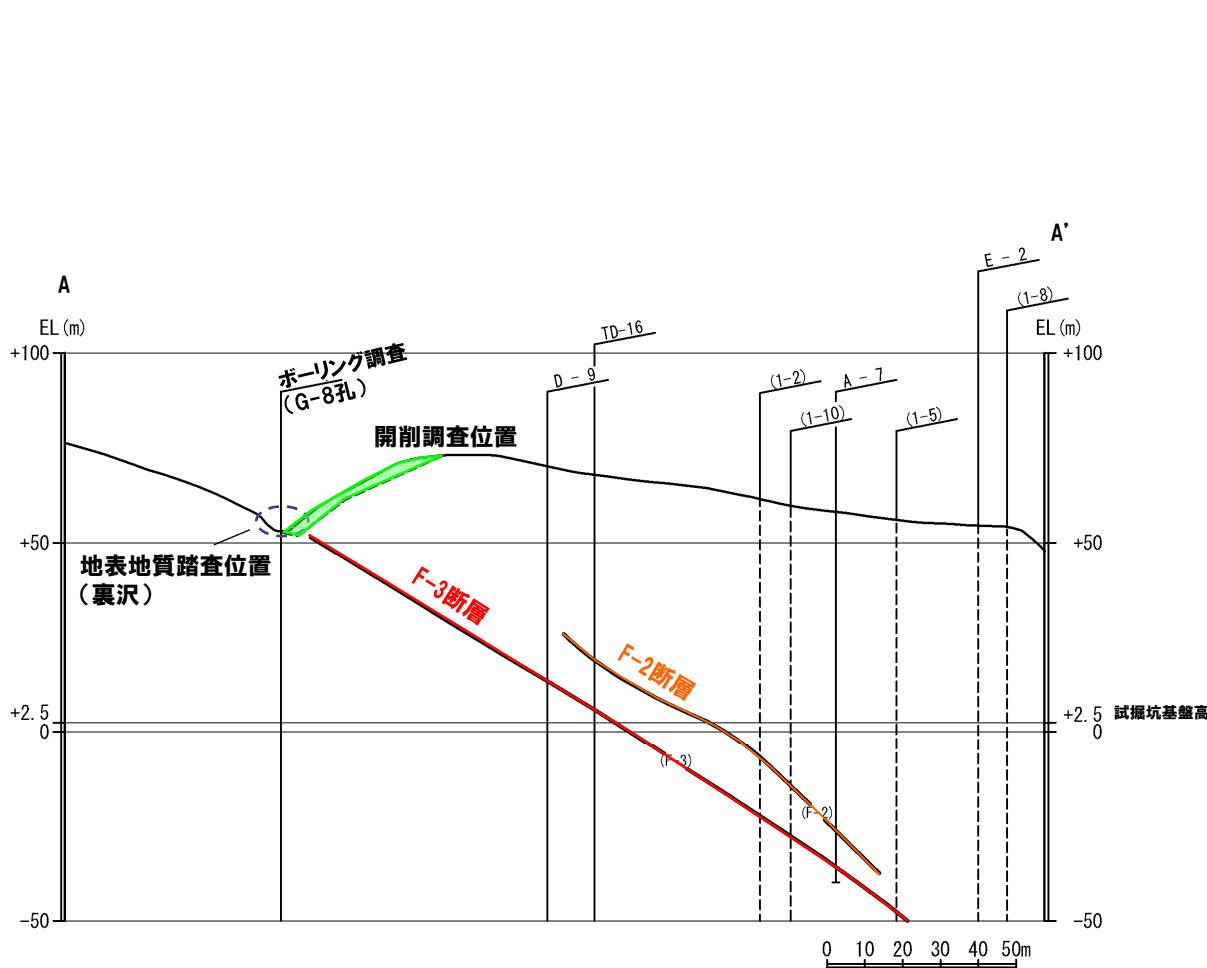 A'
E - 2
A
(1-8)
EL(m)
EL(m)
TD-16
+100
+100
ボーリング調査
(G-8孔)
D - 9
(1-2)
A - 7
(1-10)
(1-5)
開削調査位置
+50
+50
地表地質踏査位置
(裏沢)
F-3断層
F-2断層
+2.5
+2.5
試掘坑基盤高
0
0
(F-3)
(F-2)
-50
-50
0 10 20 30 40 50m